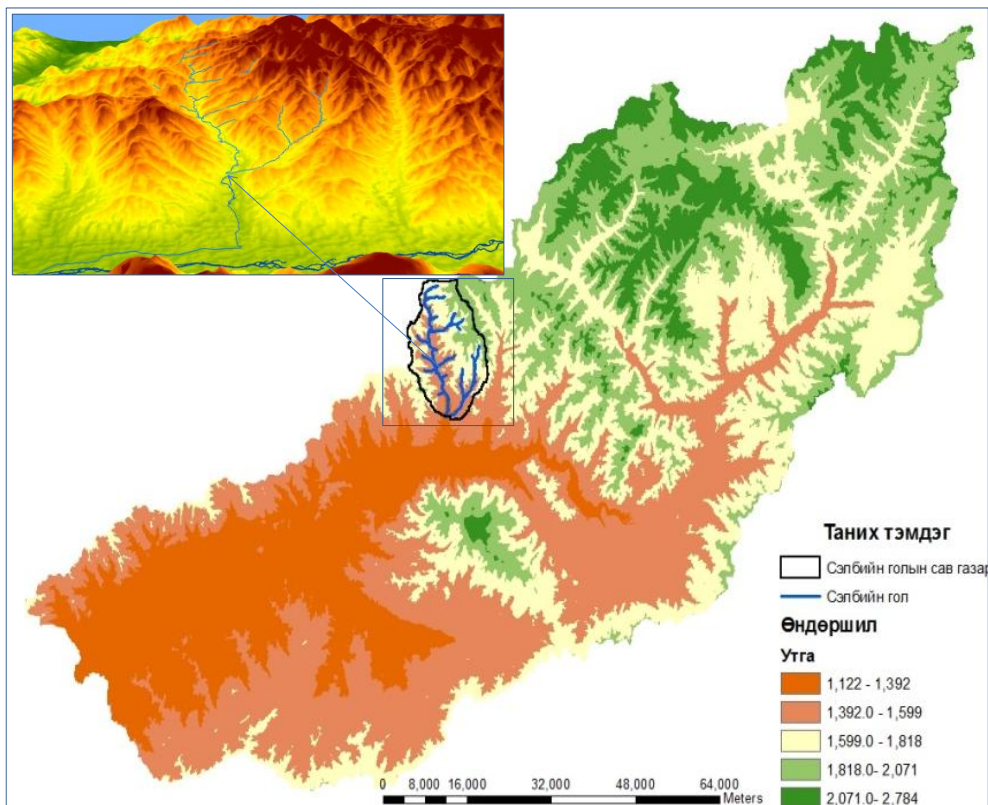 Таних тэмдэг
Сэлбийн голын сав газар
Сэлбийн гол
Өндөршил
Утга
1,122 - 1,392
1,392.0 - 1,599
1,599.0 - 1,818
1,818.0- 2,071
2,071.0- 2,784
0 8,000 16,000 32,000 48,000 64,000
Meters